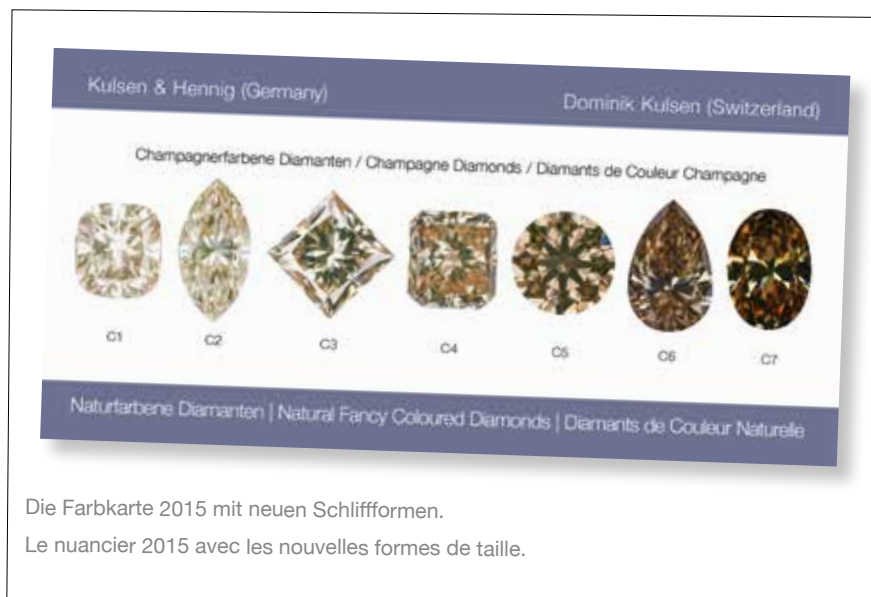 Kulsen & Hennig (Germany) Dominik Kulsen (Switzerland)
Champagnerfarbene Diamanten / Champagne Diamonds / Diamants de Couleur Champagne
C1 C2 C3 C4 C5 C6 C7
Naturfarbene Diamanten | Natural Fancy Coloured Diamonds | Diamants de Couleur Naturelle
Die Farbkarte 2015 mit neuen Schliffformen.
Le nuancier 2015 avec les nouvelles formes de taille.